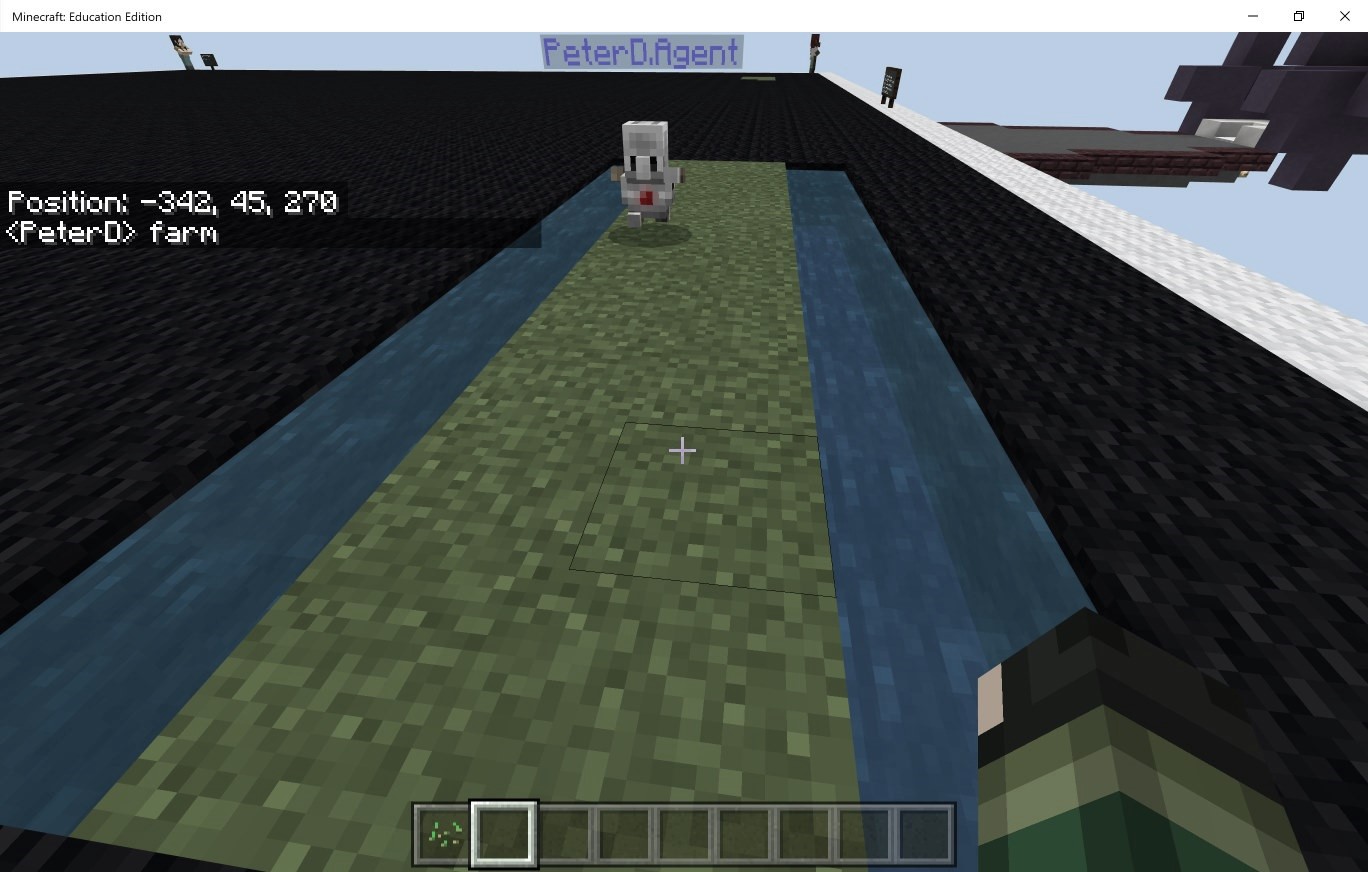 Minecraft: Education Edition
PeterD.Agent
Position: -342, 45, 270
<PeterD> farm